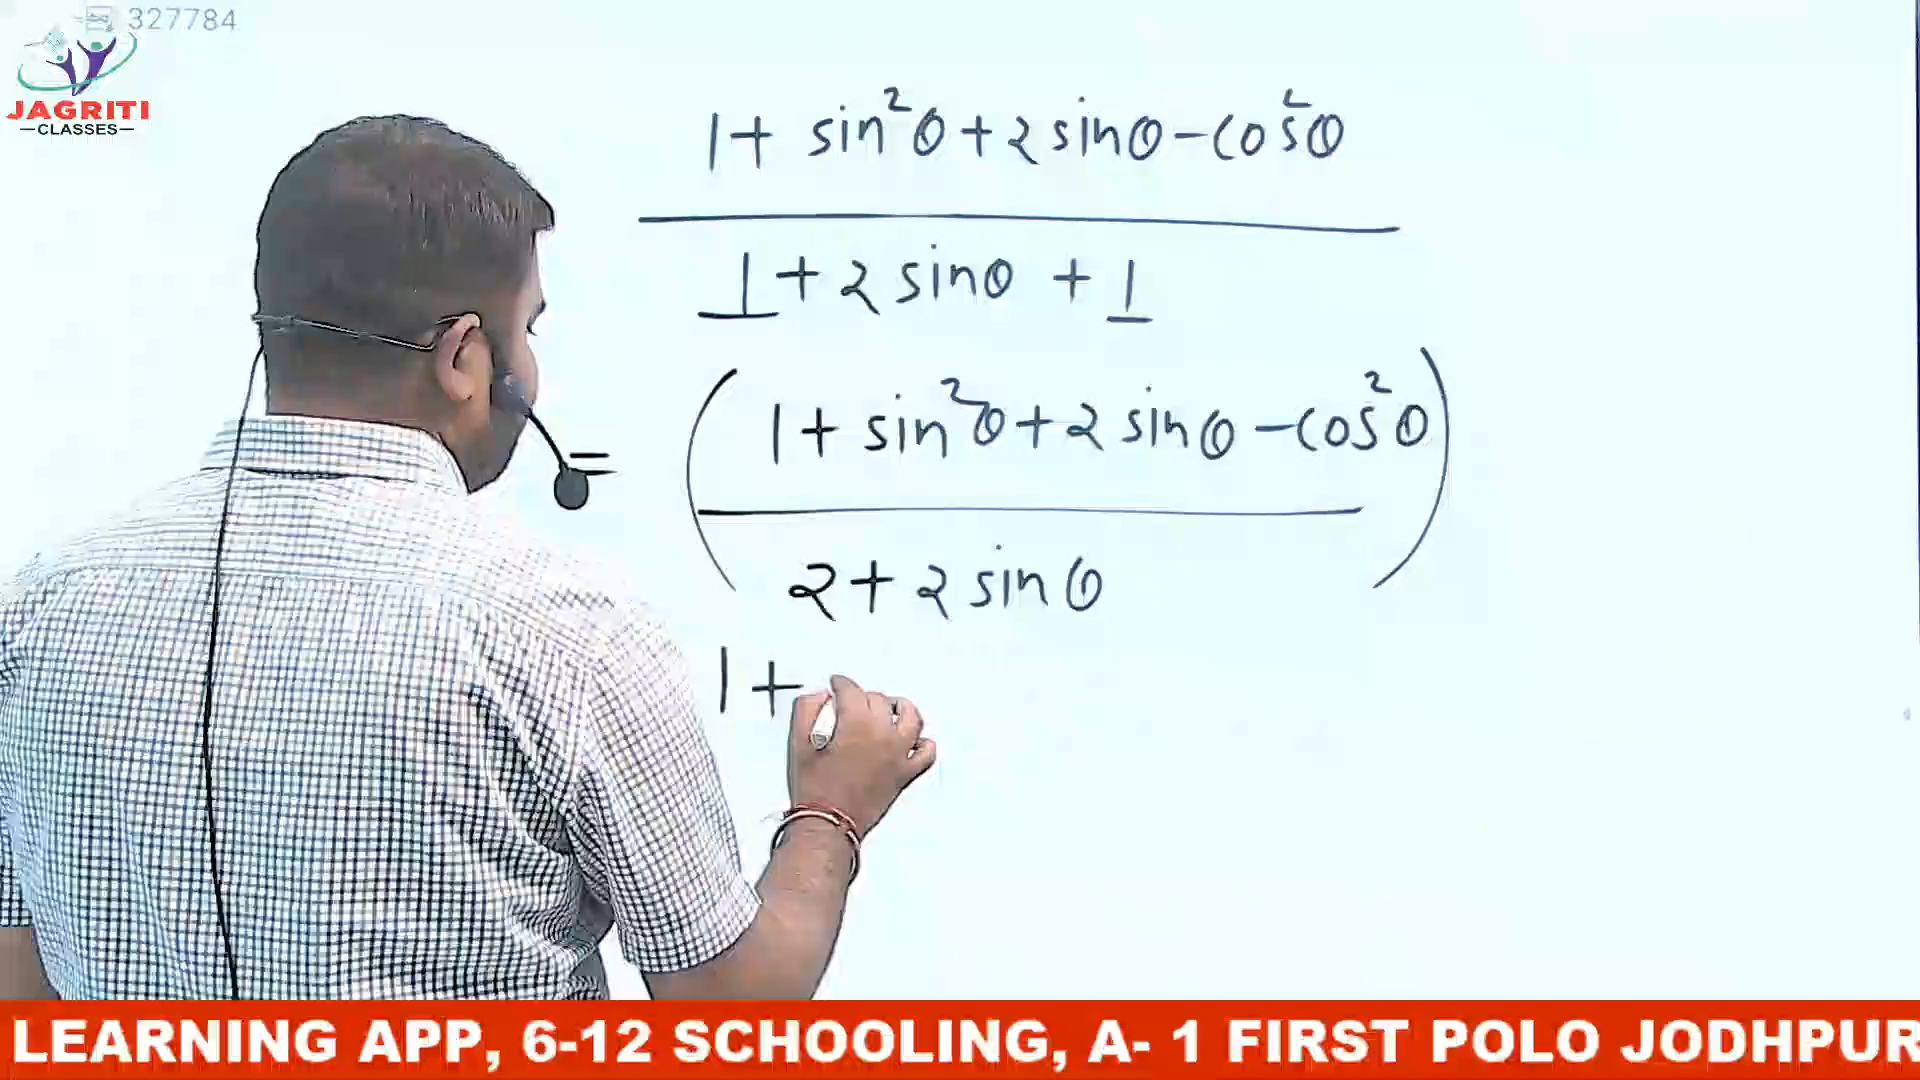 327784
JAGRITI
CLASSES
1 + sin²θ + 2 sinθ - cos²θ
1 + 2 sinθ + 1
= ( 1 + sin²θ + 2 sinθ - cos²θ )
2 + 2 sinθ
1 +
LEARNING APP, 6-12 SCHOOLING, A- 1 FIRST POLO JODHPUR